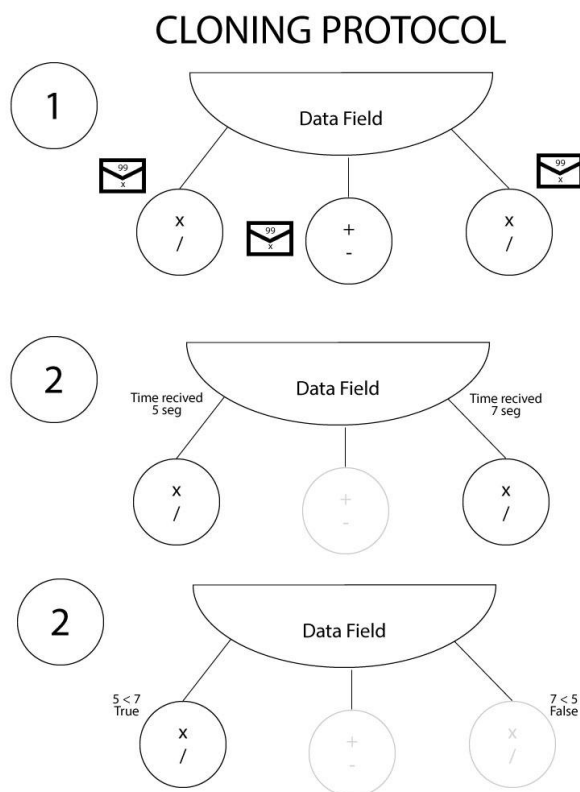 CLONING PROTOCOL
1
Data Field
99
x
99
x
99
x
x
/
+
-
x
/
2
Data Field
Time recived
5 seg
Time recived
7 seg
x
/
+
-
x
/
2
Data Field
5 < 7
True
7 < 5
False
x
/
+
-
x
/